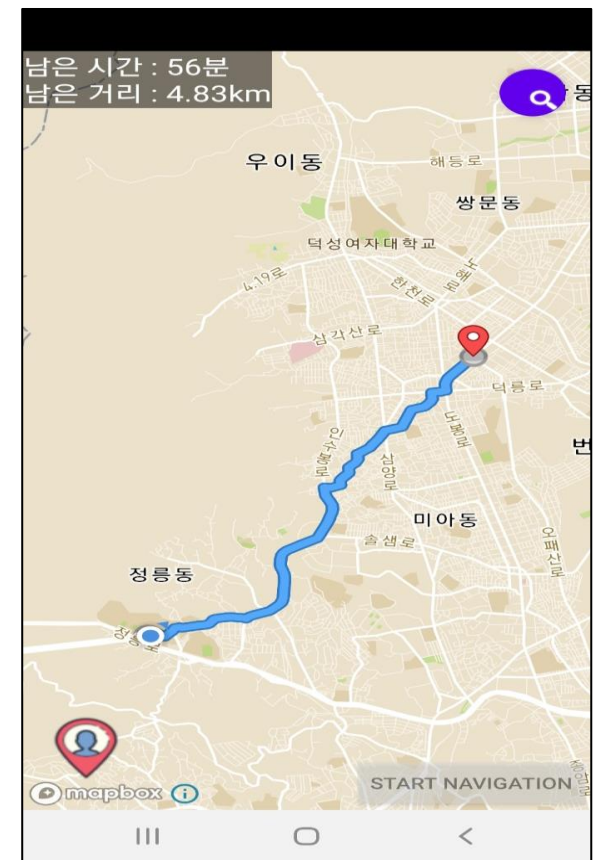 남은 시간 : 56분
남은 거리 : 4.83km
동
우이동
해등로
쌍문동
덕성여자대학교
4.19로
노해로
한천로
삼각산로
덕릉로
도봉로
인수봉로
삼양로
번
미아동
솔샘로
오패산로
정릉동
정릉로
mapbox
START NAVIGATION